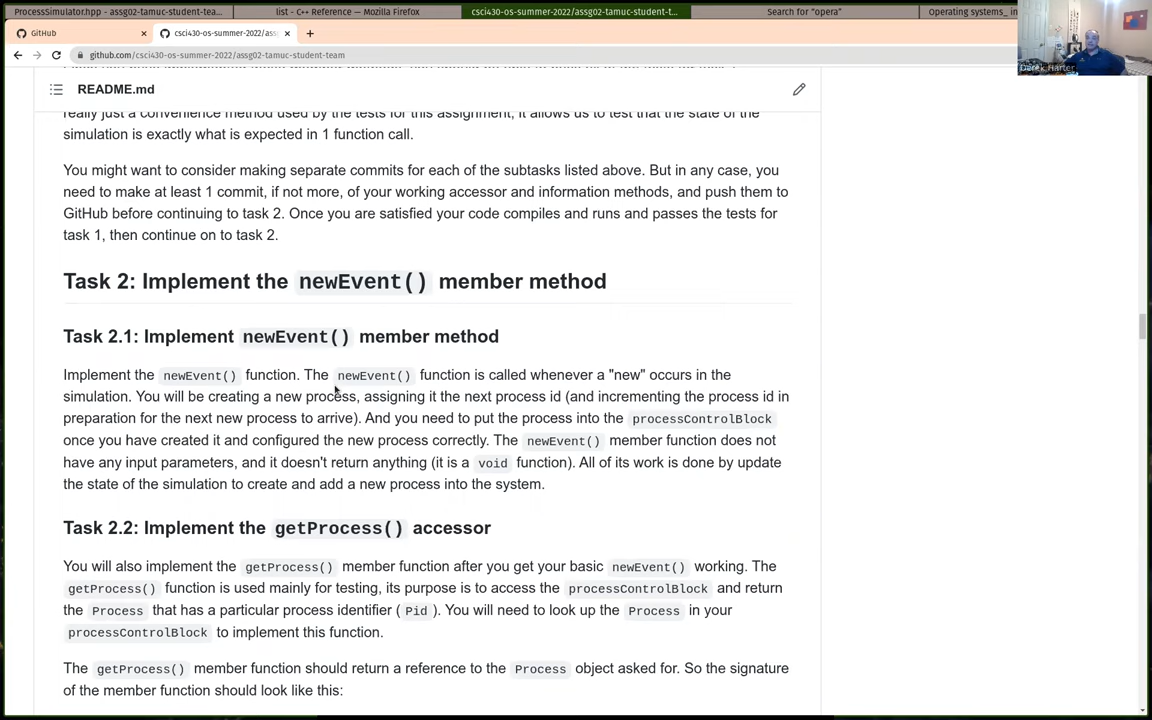 ProcessSimulator.hpp - assg02-tamuc-student-tea...
list - C++ Reference — Mozilla Firefox
csci430-os-summer-2022/assg02-tamuc-student-t...
Search for "opera"
Operating systems_ in
GitHub
csci430-os-summer-2022/ass
github.com/csci430-os-summer-2022/assg02-tamuc-student-team
Derek Harter
README.md
really just a convenience method used by the tests for this assignment, it allows us to test that the state of the
simulation is exactly what is expected in 1 function call.
You might want to consider making separate commits for each of the subtasks listed above. But in any case, you
need to make at least 1 commit, if not more, of your working accessor and information methods, and push them to
GitHub before continuing to task 2. Once you are satisfied your code compiles and runs and passes the tests for
task 1, then continue on to task 2.
Task 2: Implement the newEvent() member method
Task 2.1: Implement newEvent() member method
Implement the newEvent() function. The newEvent() function is called whenever a "new" occurs in the
simulation. You will be creating a new process, assigning it the next process id (and incrementing the process id in
preparation for the next new process to arrive). And you need to put the process into the processControlBlock
once you have created it and configured the new process correctly. The newEvent() member function does not
have any input parameters, and it doesn't return anything (it is a void function). All of its work is done by update
the state of the simulation to create and add a new process into the system.
Task 2.2: Implement the getProcess() accessor
You will also implement the getProcess() member function after you get your basic newEvent() working. The
getProcess() function is used mainly for testing, its purpose is to access the processControlBlock and return
the Process that has a particular process identifier ( Pid ). You will need to look up the Process in your
processControlBlock to implement this function.
The getProcess() member function should return a reference to the Process object asked for. So the signature
of the member function should look like this: